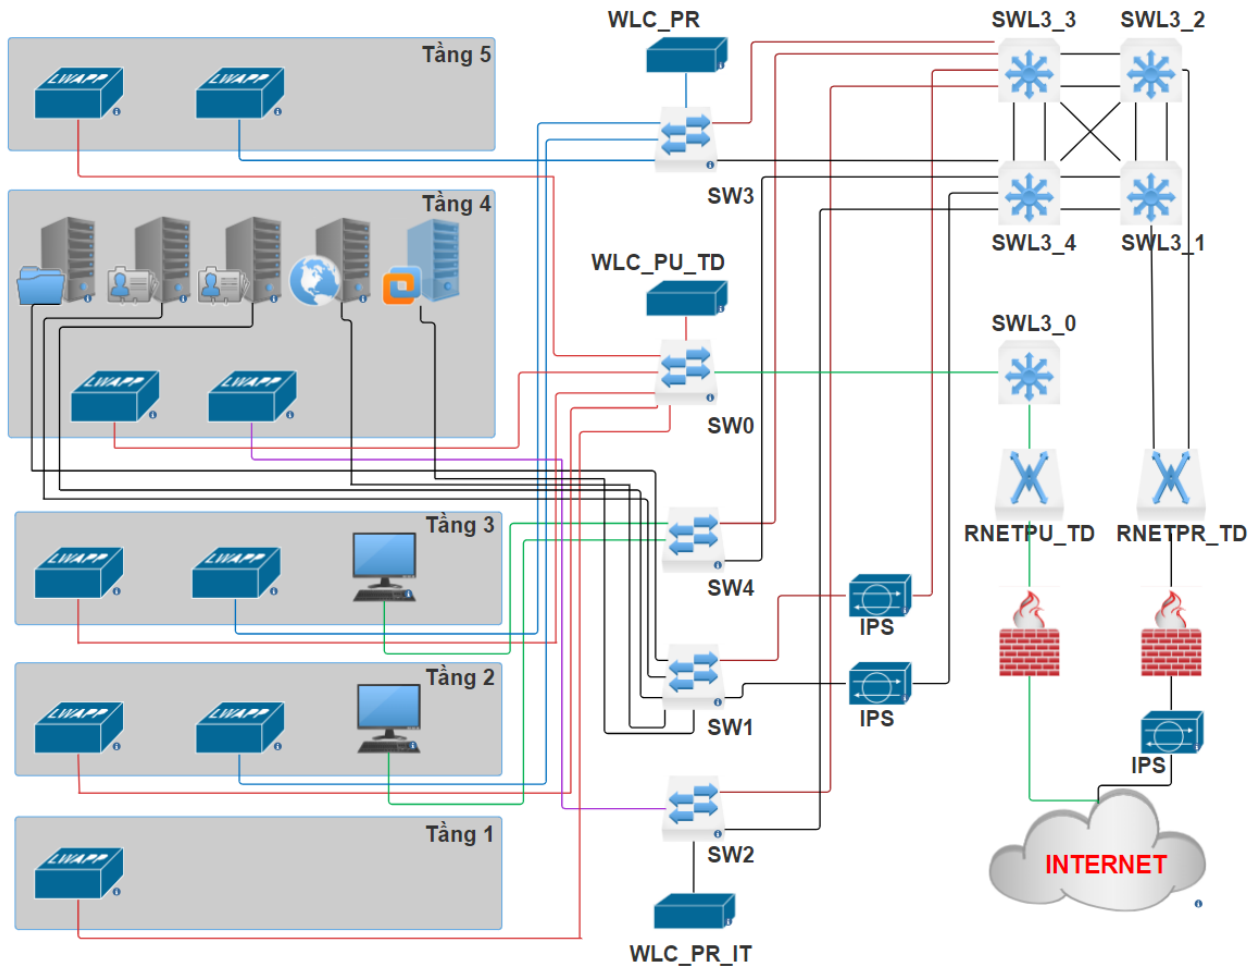 WLC_PR
SWL3_3
SWL3_2
Tầng 5
LWAPP
LWAPP
SW3
Tầng 4
SWL3_4
SWL3_1
WLC_PU_TD
SWL3_0
LWAPP
LWAPP
SW0
Tầng 3
RNETPU_TD
RNETPR_TD
LWAPP
LWAPP
SW4
IPS
Tầng 2
LWAPP
LWAPP
SW1
IPS
IPS
Tầng 1
LWAPP
SW2
INTERNET
WLC_PR_IT